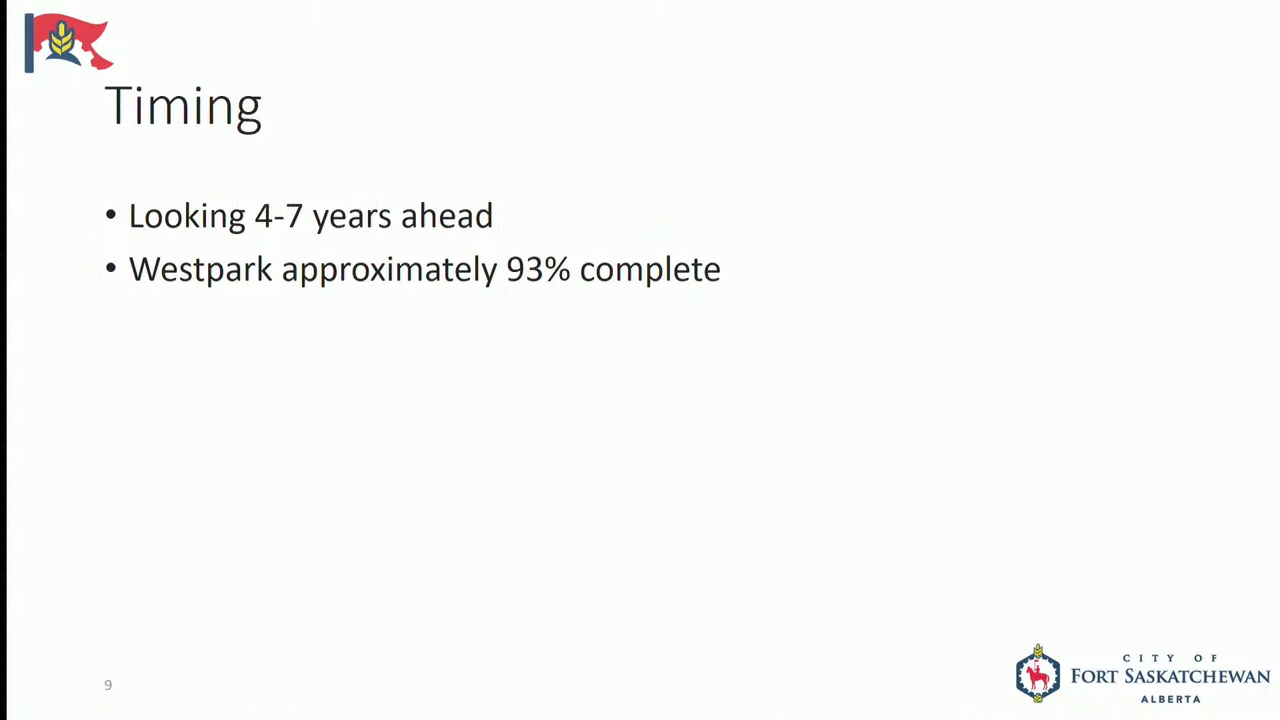 Timing
• Looking 4-7 years ahead
• Westpark approximately 93% complete
9
CITY OF
FORT SASKATCHEWAN
ALBERTA